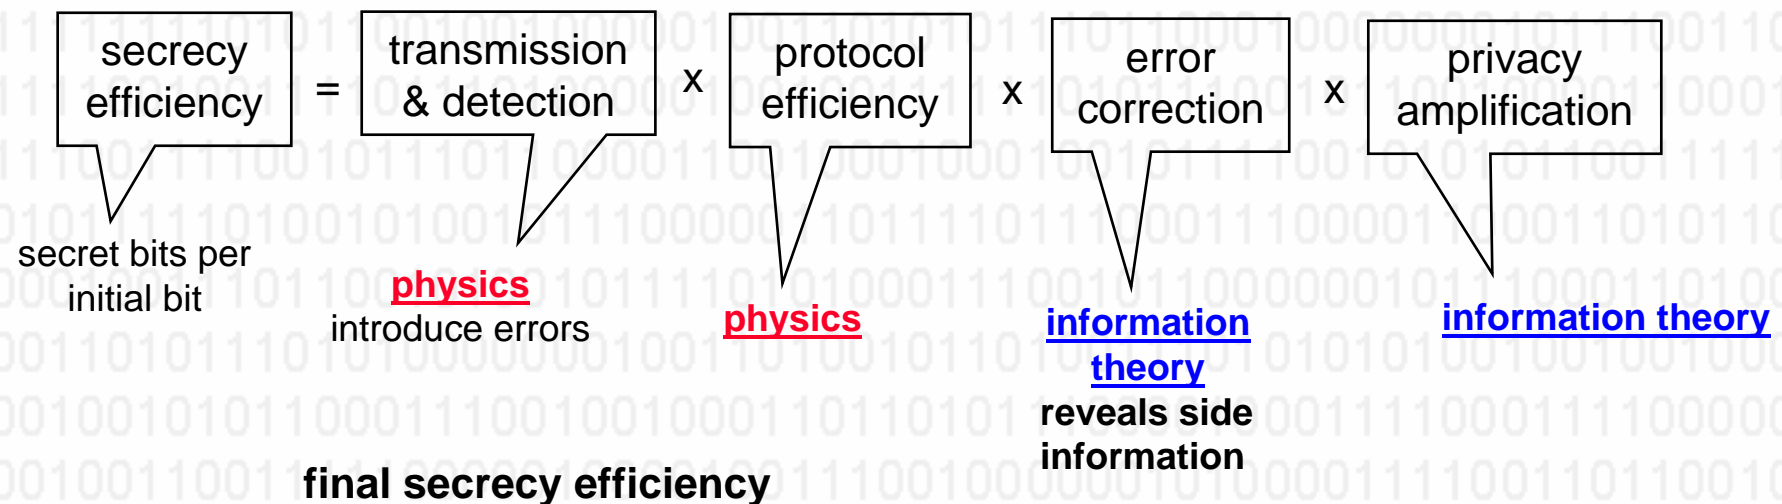 secrecy
efficiency
=
transmission
& detection
x
protocol
efficiency
x
error
correction
x
privacy
amplification
secret bits per
initial bit
physics
introduce errors
physics
information
theory
reveals side
information
information theory
final secrecy efficiency